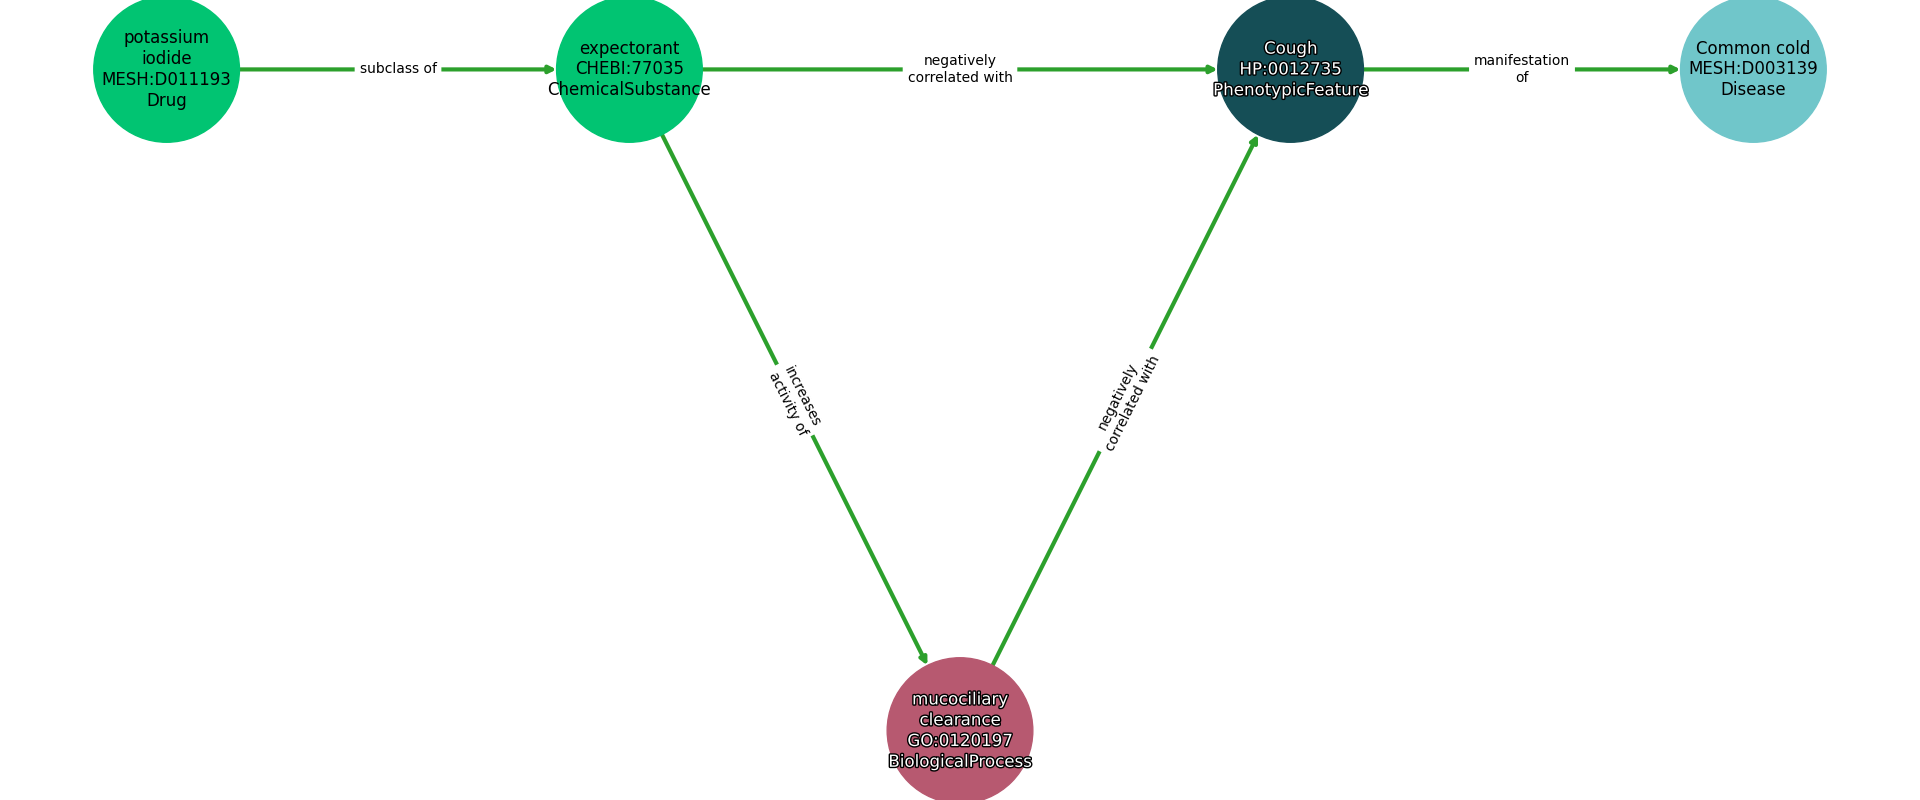 potassium
iodide
MESH:D011193
Drug
subclass of
expectorant
CHEBI:77035
ChemicalSubstance
negatively
correlated with
Cough
HP:0012735
PhenotypicFeature
manifestation
of
Common cold
MESH:D003139
Disease
increases
activity of
negatively
correlated with
mucociliary
clearance
GO:0120197
BiologicalProcess